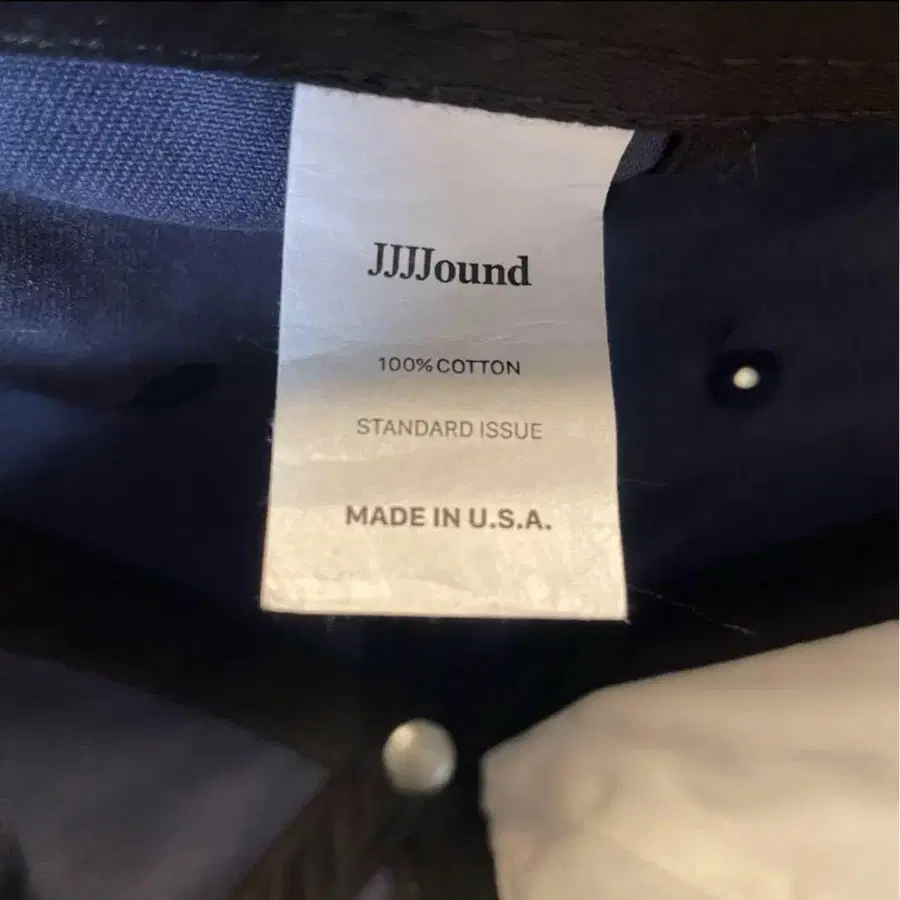 JJJJound
100% COTTON
STANDARD ISSUE
MADE IN U.S.A.